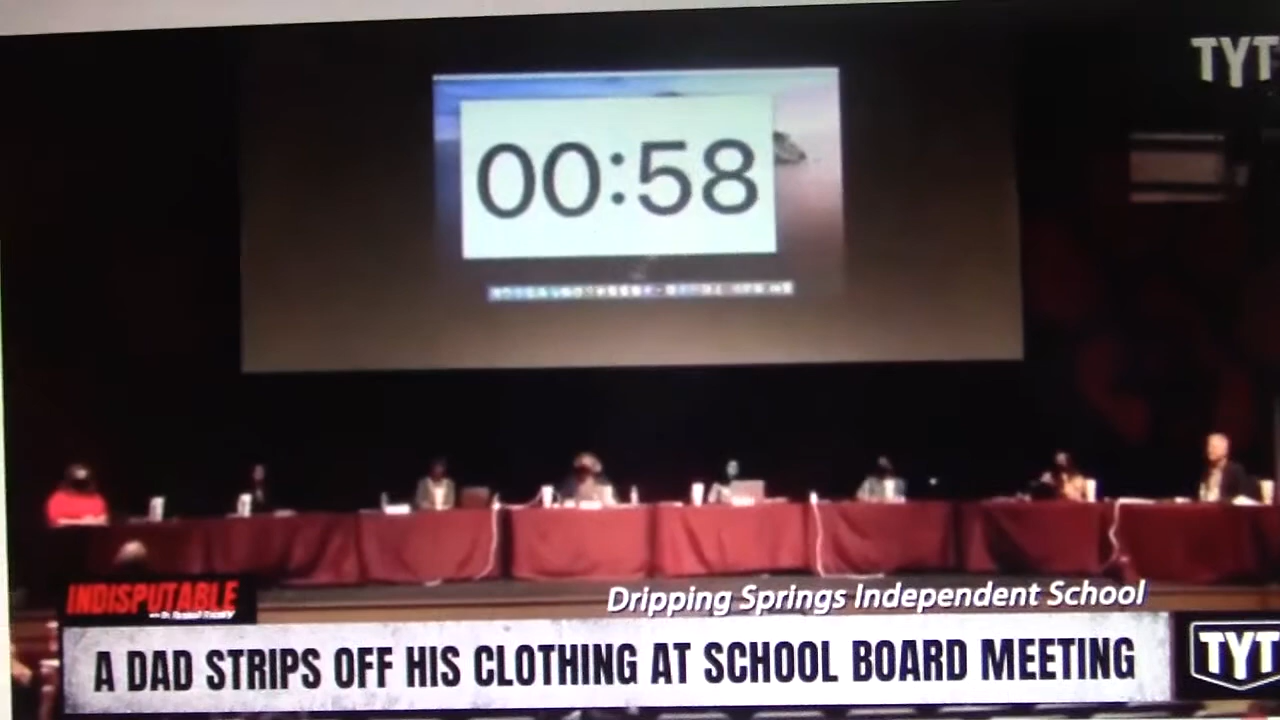 TYT
00:58
INDISPUTABLE
Dripping Springs Independent School
A DAD STRIPS OFF HIS CLOTHING AT SCHOOL BOARD MEETING
TYT